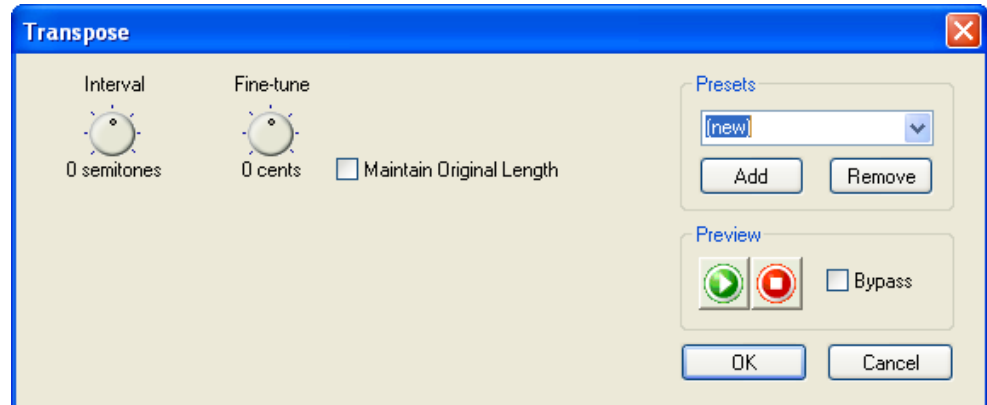 Transpose
Interval
Fine-tune
0 semitones
0 cents
Maintain Original Length
Presets
(new)
Add
Remove
Preview
Bypass
OK
Cancel